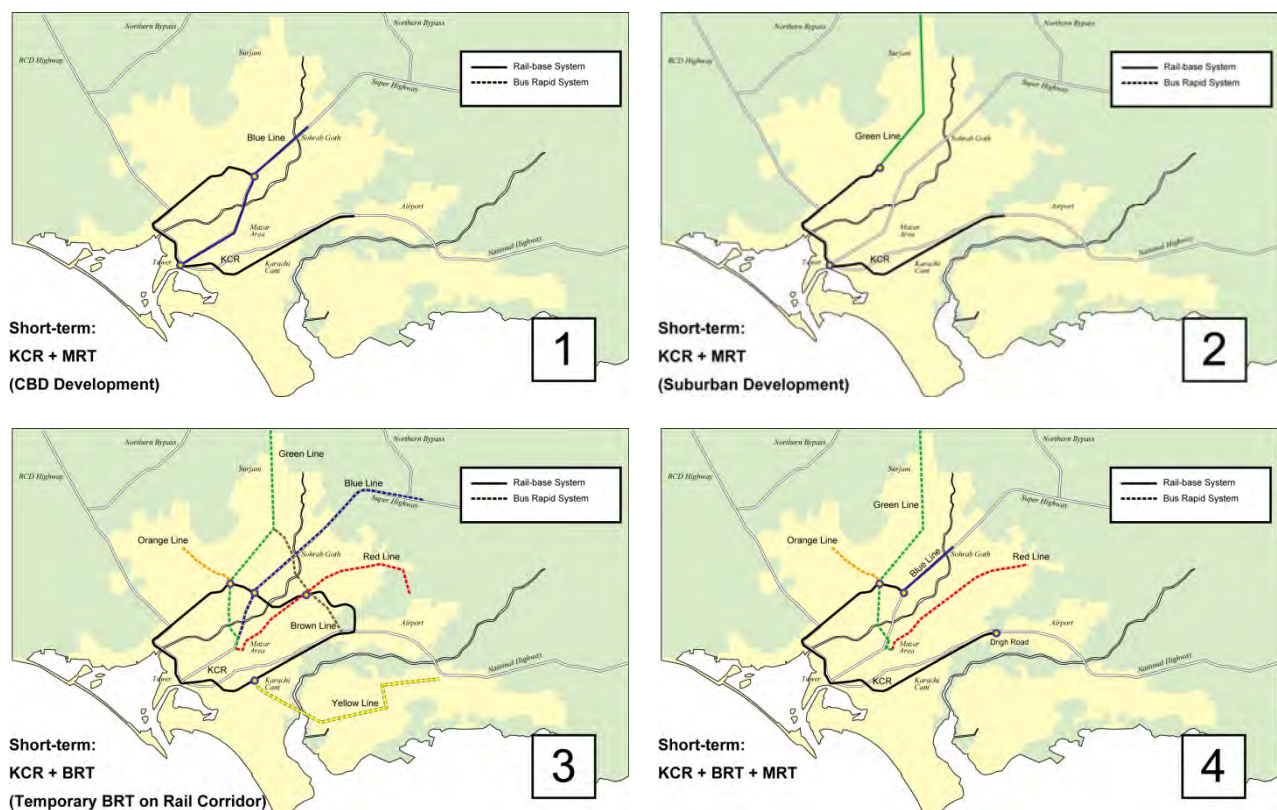 Northern Bypass
Northern Bypass
Surjani
RCD Highway
Super Highway
Rail-base System
Bus Rapid System
Blue Line
Sohrab Goth
Mazar
Area
Airport
National Highway
Tower
KCR
Karachi
Cant
Short-term:
KCR + MRT
(CBD Development)
1
Northern Bypass
Northern Bypass
Surjani
RCD Highway
Super Highway
Rail-base System
Bus Rapid System
Green Line
Sohrab Goth
Mazar
Area
Airport
National Highway
Tower
KCR
Karachi
Cant
Short-term:
KCR + MRT
(Suburban Development)
2
Northern Bypass
Northern Bypass
Green Line
Surjani
RCD Highway
Blue Line
Super Highway
Rail-base System
Bus Rapid System
Orange Line
Sohrab Goth
Red Line
Brown Line
Mazar
Area
Airport
National Highway
Tower
KCR
Karachi
Cant
Yellow Line
Short-term:
KCR + BRT
(Temporary BRT on Rail Corridor)
3
Northern Bypass
Northern Bypass
Surjani
RCD Highway
Green Line
Super Highway
Rail-base System
Bus Rapid System
Orange Line
Blue Line
Sohrab Goth
Red Line
Mazar
Area
Airport
Drigh Road
National Highway
Tower
KCR
Karachi
Cant
Short-term:
KCR + BRT + MRT
4